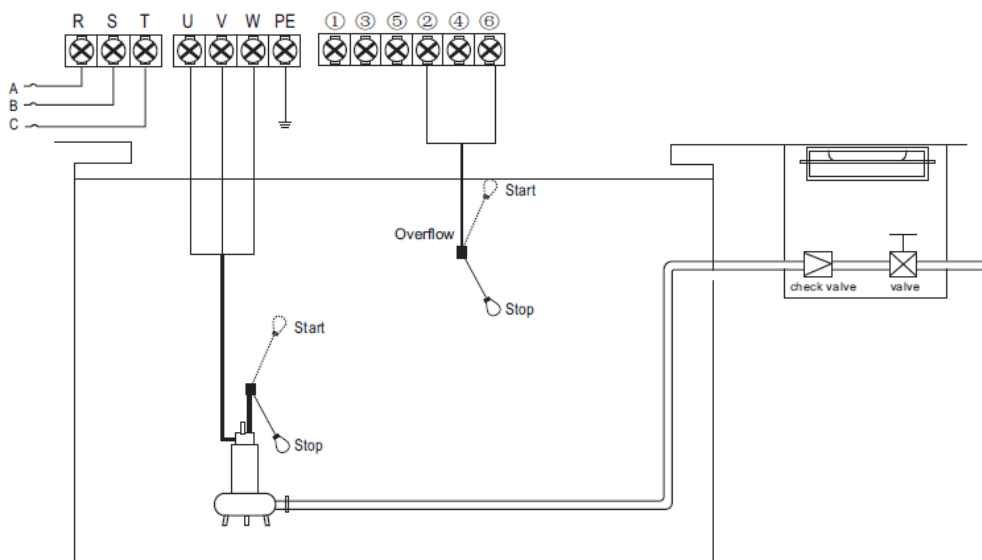 R S T U V W PE ① ③ ⑤ ② ④ ⑥
A
B
C
Start
Overflow
Stop
check valve valve
Start
Stop